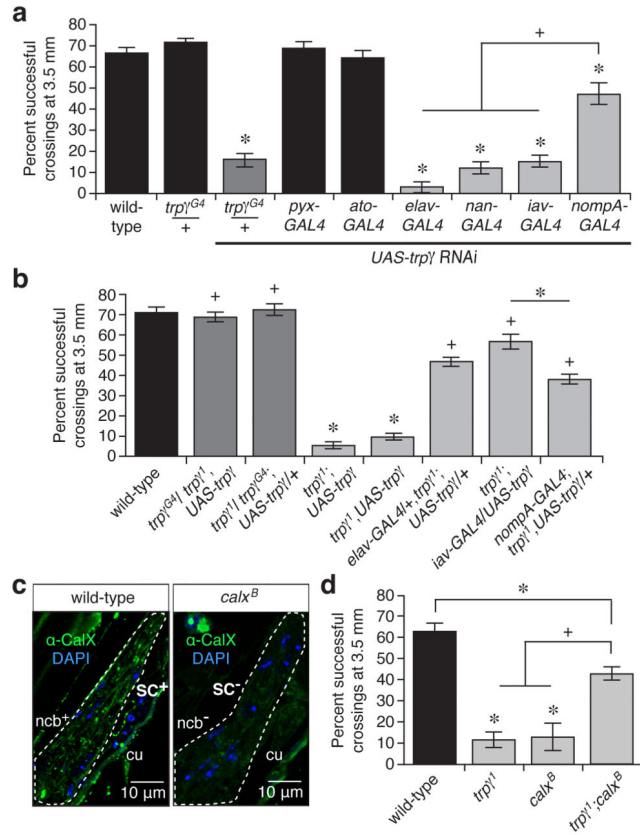 a
Percent successful
crossings at 3.5 mm
80
70
60
50
40
30
20
10
0
*
*
*
*
+
*
wild-
type
trpγG4
+
trpγG4
+
pyx-
GAL4
ato-
GAL4
elav-
GAL4
nan-
GAL4
iav-
GAL4
nompA-
GAL4
UAS-trpγ RNAi
b
Percent successful
crossings at 3.5 mm
80
70
60
50
40
30
20
10
0
+
+
*
*
+
+
*
+
wild-type
trpγG4/ trpγ1,
UAS-trpγ
trpγ1/ trpγG4;
UAS-trpγ/+
trpγ1;
UAS-trpγ
trpγ1, UAS-trpγ
elav-GAL4/+,trpγ1;
UAS-trpγ/+
trpγ1;
iav-GAL4/UAS-trpγ
nompA-GAL4;
trpγ1, UAS-trpγ/+
c
wild-type
calxB
α-CalX
DAPI
SC+
ncb+
cu
10 µm
α-CalX
DAPI
SC-
ncb-
cu
10 µm
d
Percent successful
crossings at 3.5 mm
80
70
60
50
40
30
20
10
0
*
+
*
*
wild-type
trpγ1
calxB
trpγ1;calxB